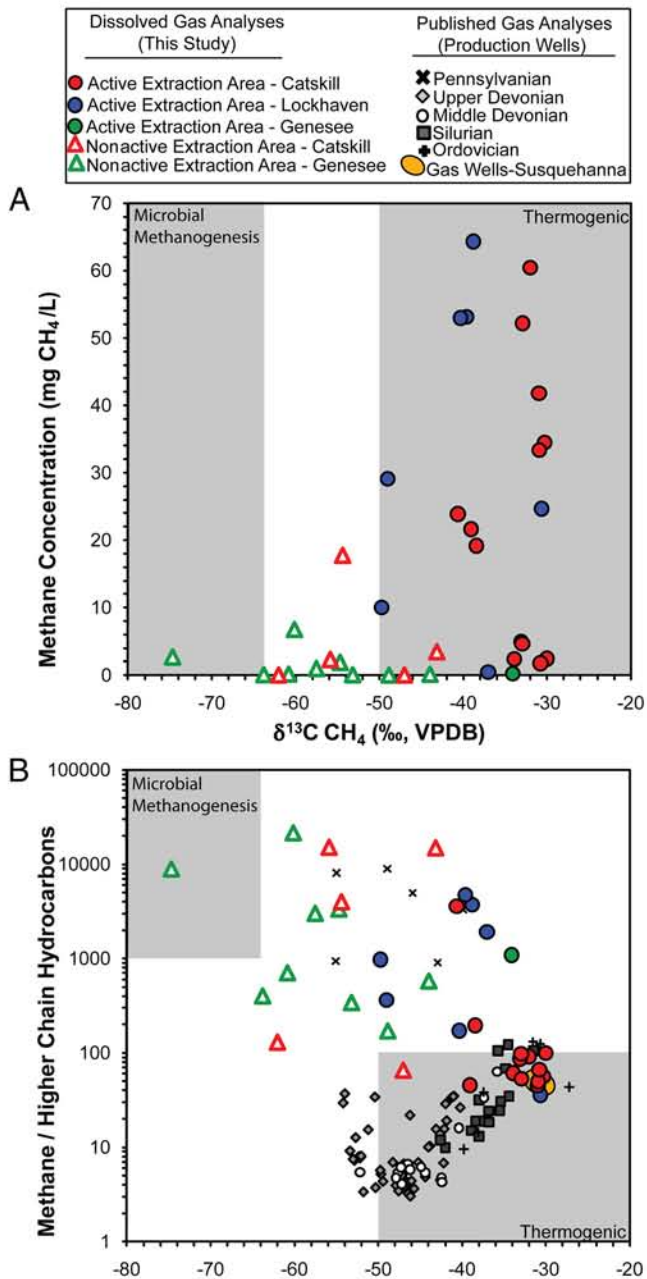 Dissolved Gas Analyses
(This Study)
Active Extraction Area - Catskill
Active Extraction Area - Lockhaven
Active Extraction Area - Genesee
Nonactive Extraction Area - Catskill
Nonactive Extraction Area - Genesee
Published Gas Analyses
(Production Wells)
Pennsylvanian
Upper Devonian
Middle Devonian
Silurian
Ordovician
Gas Wells-Susquehanna
A
Microbial
Methanogenesis
Thermogenic
Methane Concentration (mg CH₄/L)
70
60
50
40
30
20
10
0
-80 -70 -60 -50 -40 -30 -20
δ¹³C CH₄ (‰, VPDB)
B
Microbial
Methanogenesis
Thermogenic
Methane / Higher Chain Hydrocarbons
100000
10000
1000
100
10
1
-80 -70 -60 -50 -40 -30 -20